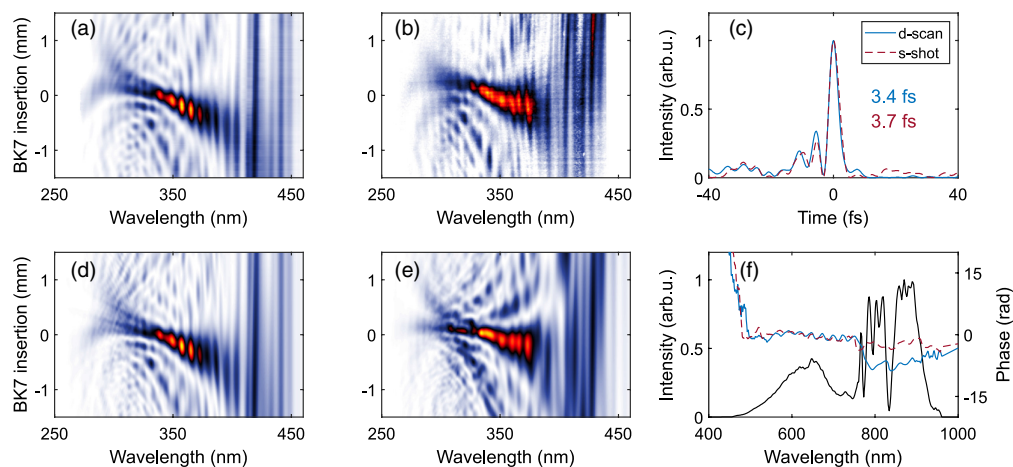 (a)
BK7 insertion (mm)
1
0
-1
250
350
450
Wavelength (nm)
(b)
250
350
450
Wavelength (nm)
(c)
d-scan
s-shot
3.4 fs
3.7 fs
Intensity (arb.u.)
1
0.5
0
-40
-20
0
20
40
Time (fs)
(d)
BK7 insertion (mm)
1
0
-1
250
350
450
Wavelength (nm)
(e)
250
350
450
Wavelength (nm)
(f)
Intensity (arb.u.)
1
0.5
0
15
0
-15
Phase (rad)
400
600
800
1000
Wavelength (nm)